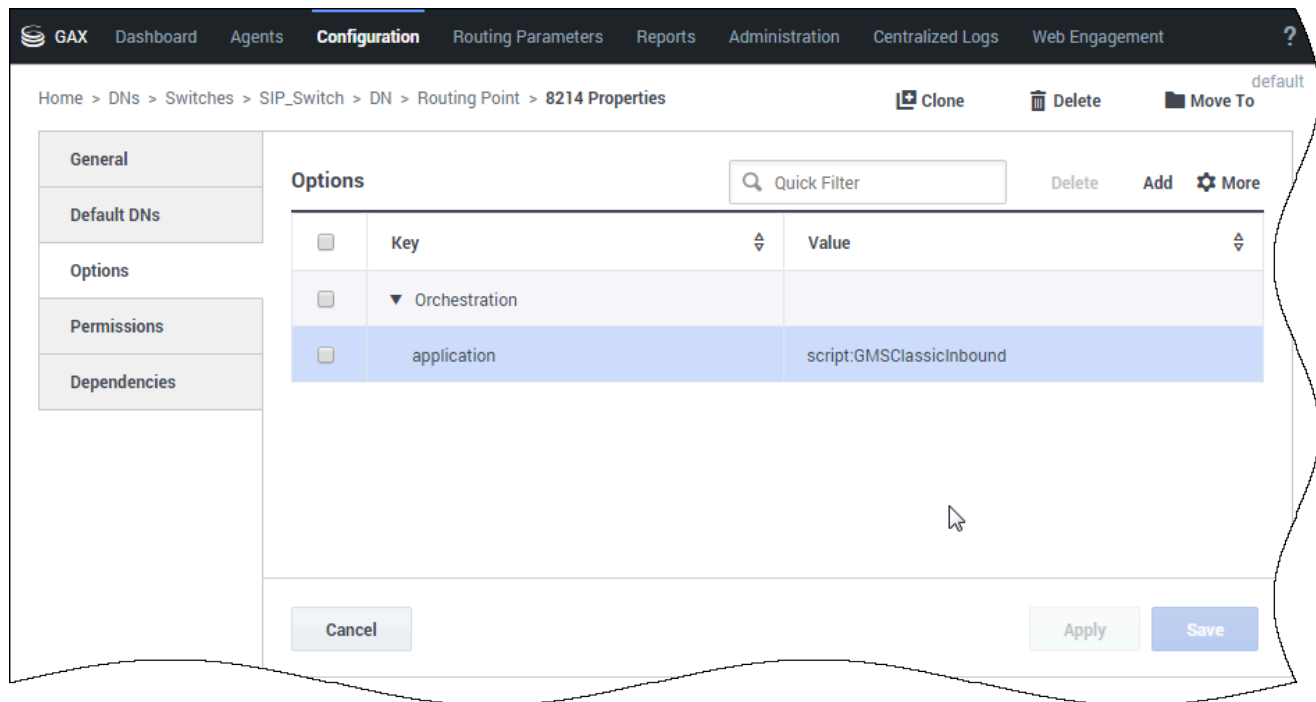 GAX Dashboard Agents Configuration Routing Parameters Reports Administration Centralized Logs Web Engagement ?
default
Home > DNs > Switches > SIP_Switch > DN > Routing Point > 8214 Properties
Clone Delete Move To
General
Default DNs
Options
Permissions
Dependencies
Options Quick Filter Delete Add More
Key Value
▼ Orchestration
application script:GMSClassicInbound
Cancel Apply Save